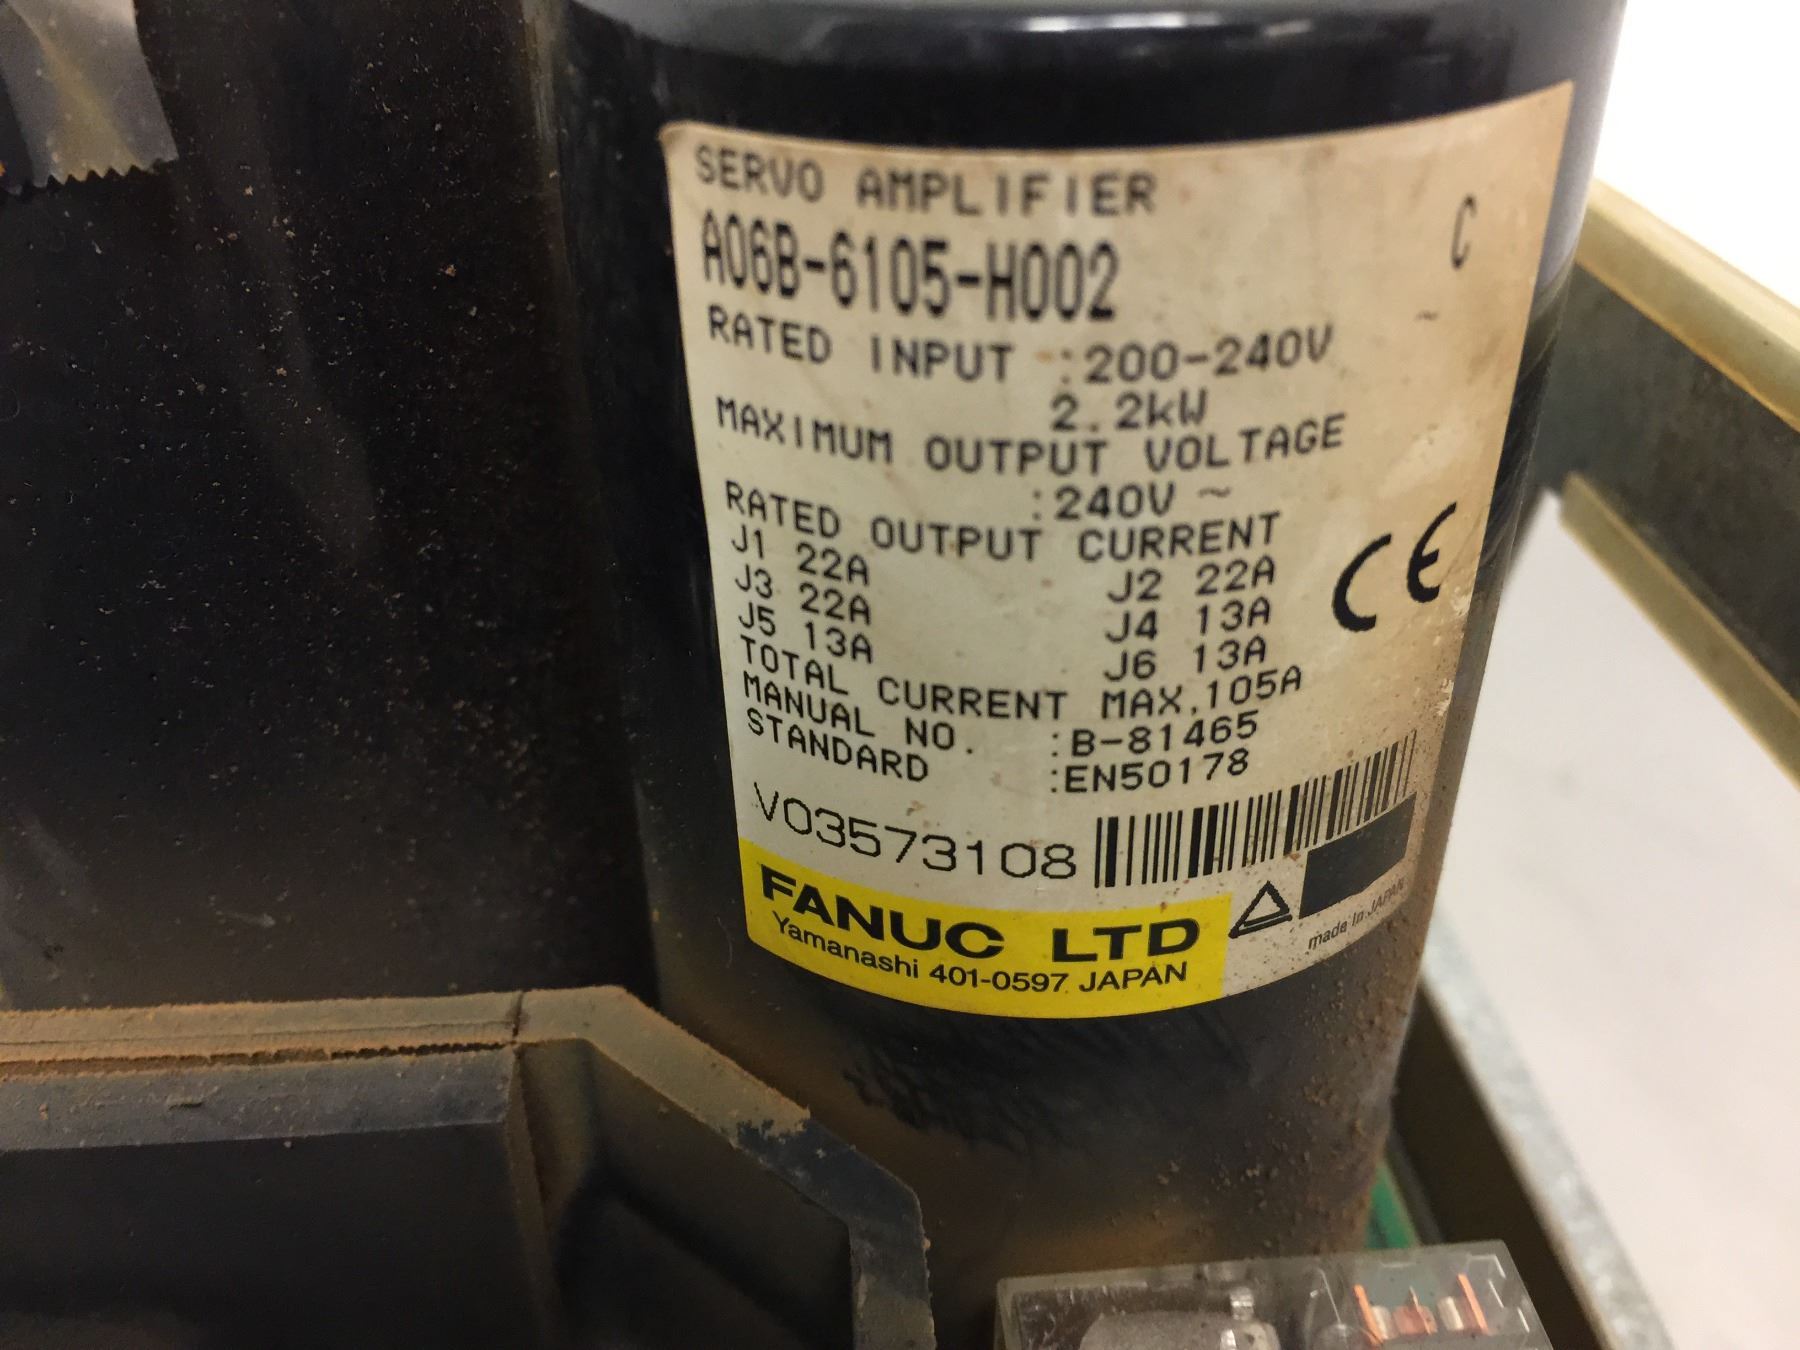 SERVO AMPLIFIER
A06B-6105-H002 C
RATED INPUT :200-240V ~
2.2kW
MAXIMUM OUTPUT VOLTAGE
:240V ~
RATED OUTPUT CURRENT
J1 22A J2 22A
J3 22A J4 13A
J5 13A J6 13A
TOTAL CURRENT MAX.105A
MANUAL NO. :B-81465
STANDARD :EN50178
CE
V03573108
FANUC LTD
Yamanashi 401-0597 JAPAN
made in JAPAN